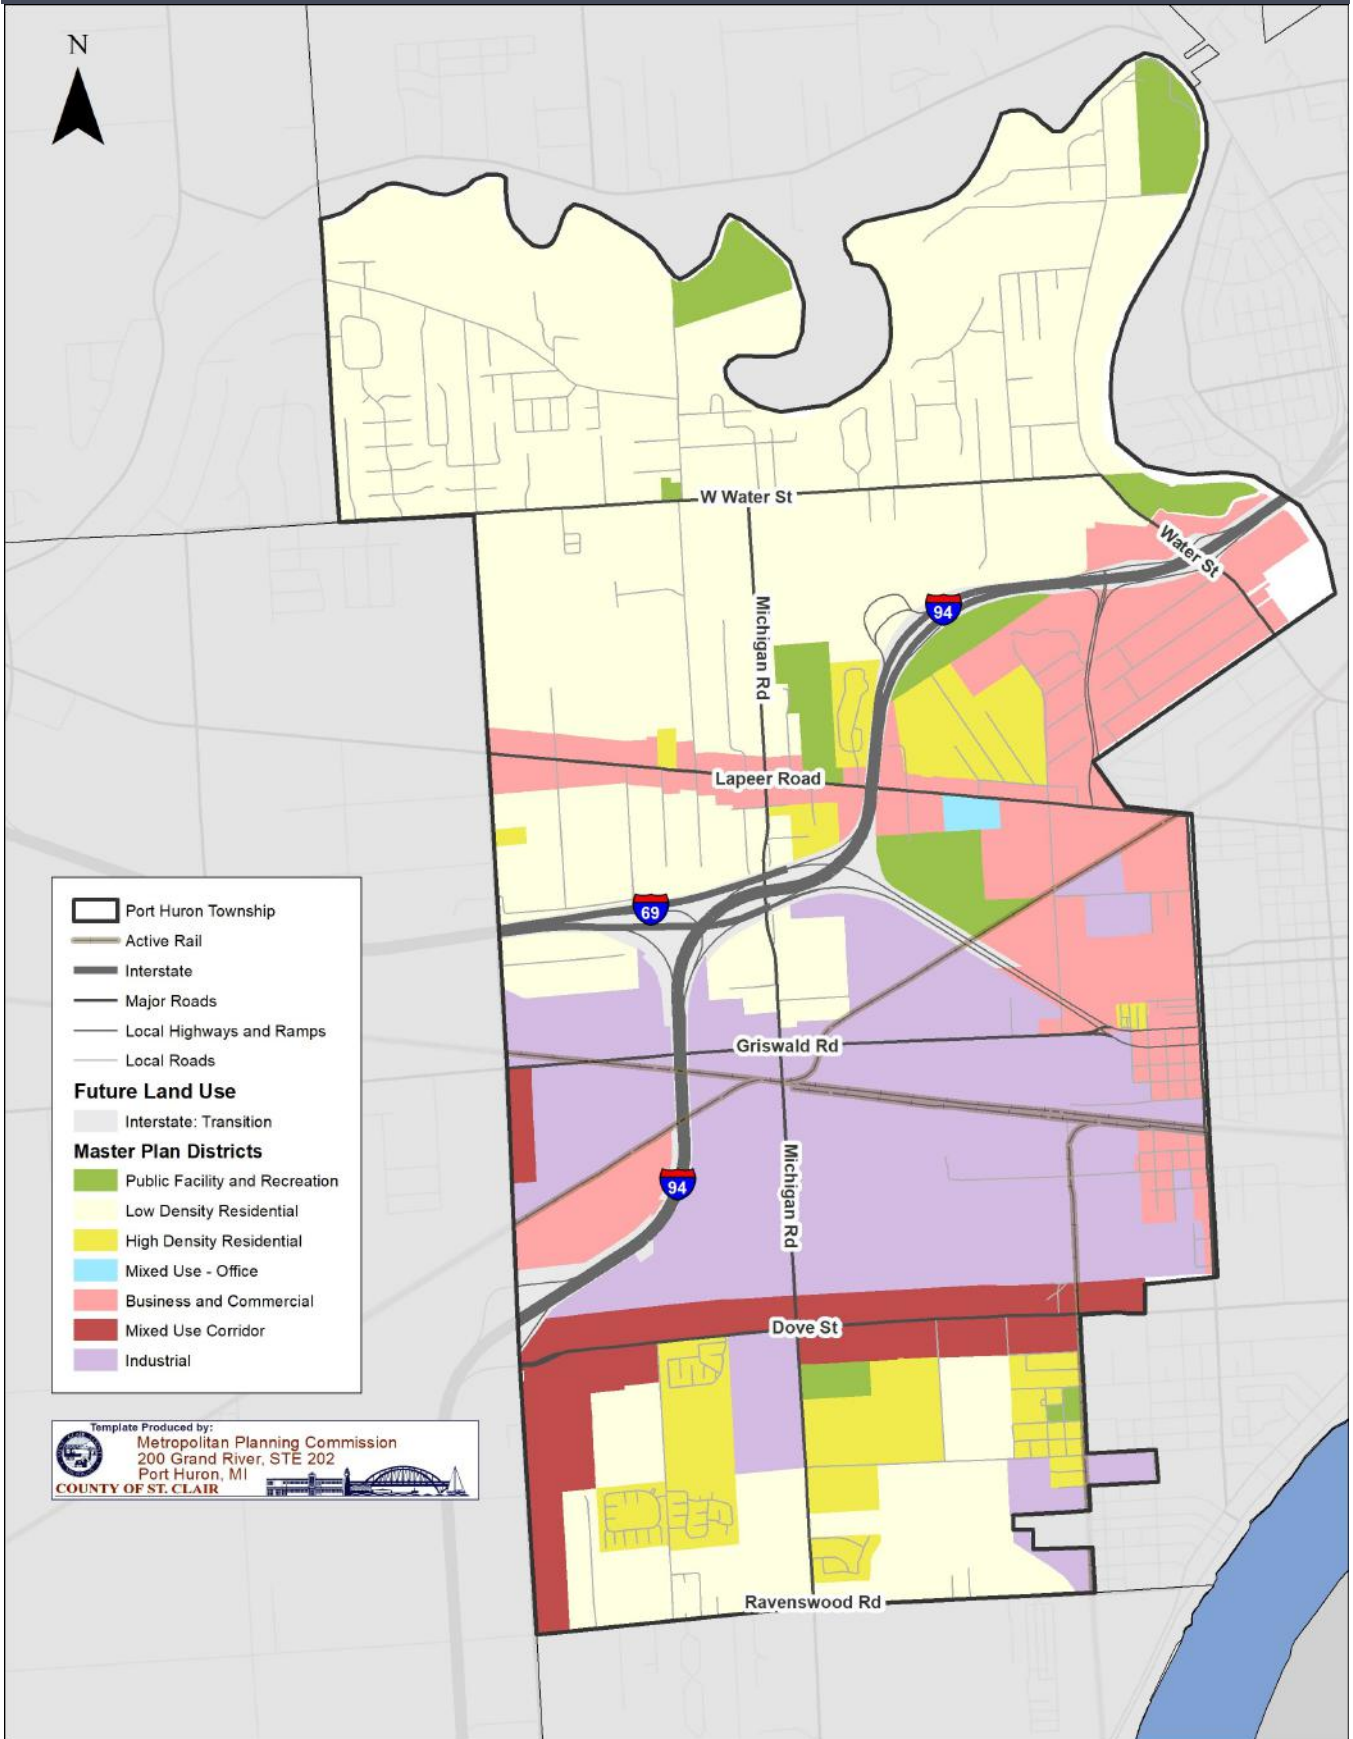 N
W Water St
Water St
94
Michigan Rd
Lapeer Road
69
Griswald Rd
94
Michigan Rd
Dove St
Ravenswood Rd
Port Huron Township
Active Rail
Interstate
Major Roads
Local Highways and Ramps
Local Roads
Future Land Use
Interstate: Transition
Master Plan Districts
Public Facility and Recreation
Low Density Residential
High Density Residential
Mixed Use - Office
Business and Commercial
Mixed Use Corridor
Industrial
Template Produced by:
Metropolitan Planning Commission
200 Grand River, STE 202
Port Huron, MI
COUNTY OF ST. CLAIR